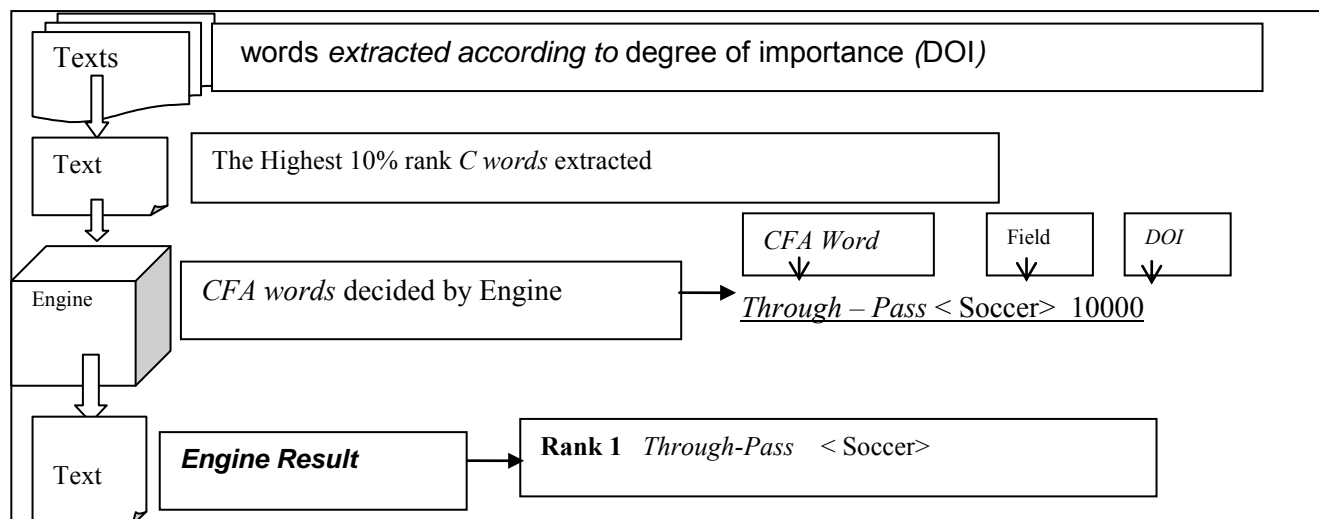 Texts
words extracted according to degree of importance (DOI)
Text
The Highest 10% rank C words extracted
CFA Word
Field
DOI
Engine
CFA words decided by Engine
Through – Pass < Soccer> 10000
Text
Engine Result
Rank 1 Through-Pass < Soccer>